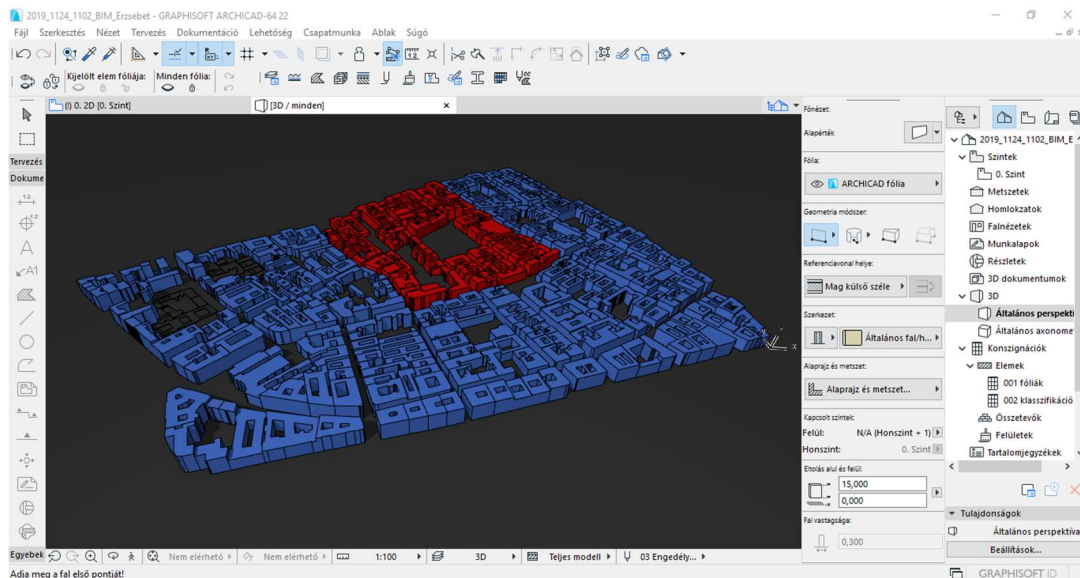 2019_1124_1102_BIM_Erzsebet - GRAPHISOFT ARCHICAD-64 22
Fájl Szerkesztés Nézet Tervezés Dokumentáció Lehetőség Csapatmunka Ablak Súgó
Kijelölt elem fóliája: Minden fólia:
(!) 0. 2D [0. Szint] [3D / minden]
Tervezés
Dokume
1.2
1.2
A
A1
Egyebek
Nem elérhető Nem elérhető 1:100 3D Teljes modell 03 Engedély...
Adja meg a fal első pontját!
x
Főnézet:
Alapérték
Fólia:
ARCHICAD fólia
Geometria módszer:
Referenciavonal helye:
Mag külső széle
Szerkezet:
Általános fal/h...
Alaprajz és metszet:
Alaprajz és metszet...
Kapcsolt szintek:
Felül: N/A (Honszint + 1)
Honszint: 0. Szint
Eltolás alul és felül:
15,000
0,000
Fal vastagsága:
0,300
2019_1124_1102_BIM_E
Szintek
0. Szint
Metszetek
Homlokzatok
Falnézetek
Munkalapok
Részletek
3D dokumentumok
3D
Általános perspekti
Általános axonome
Konszignációk
Elemek
001 fóliák
002 klasszifikáció
Összetevők
Felületek
Tartalomjegyzékek
Tulajdonságok
Általános perspektíva
Beállítások...
GRAPHISOFT ID